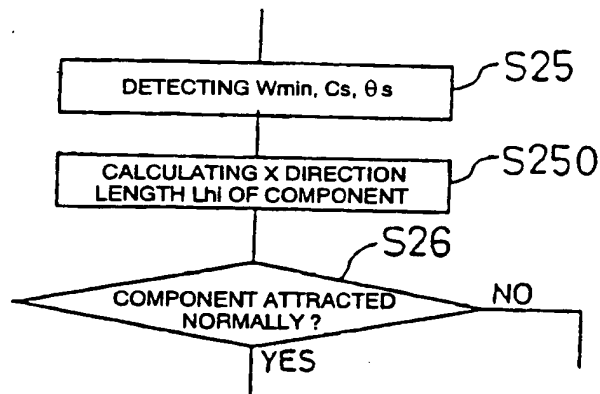 DETECTING Wmin, Cs, θs
S25
CALCULATING X DIRECTION
LENGTH Lhi OF COMPONENT
S250
S26
COMPONENT ATTRACTED
NORMALLY ?
NO
YES